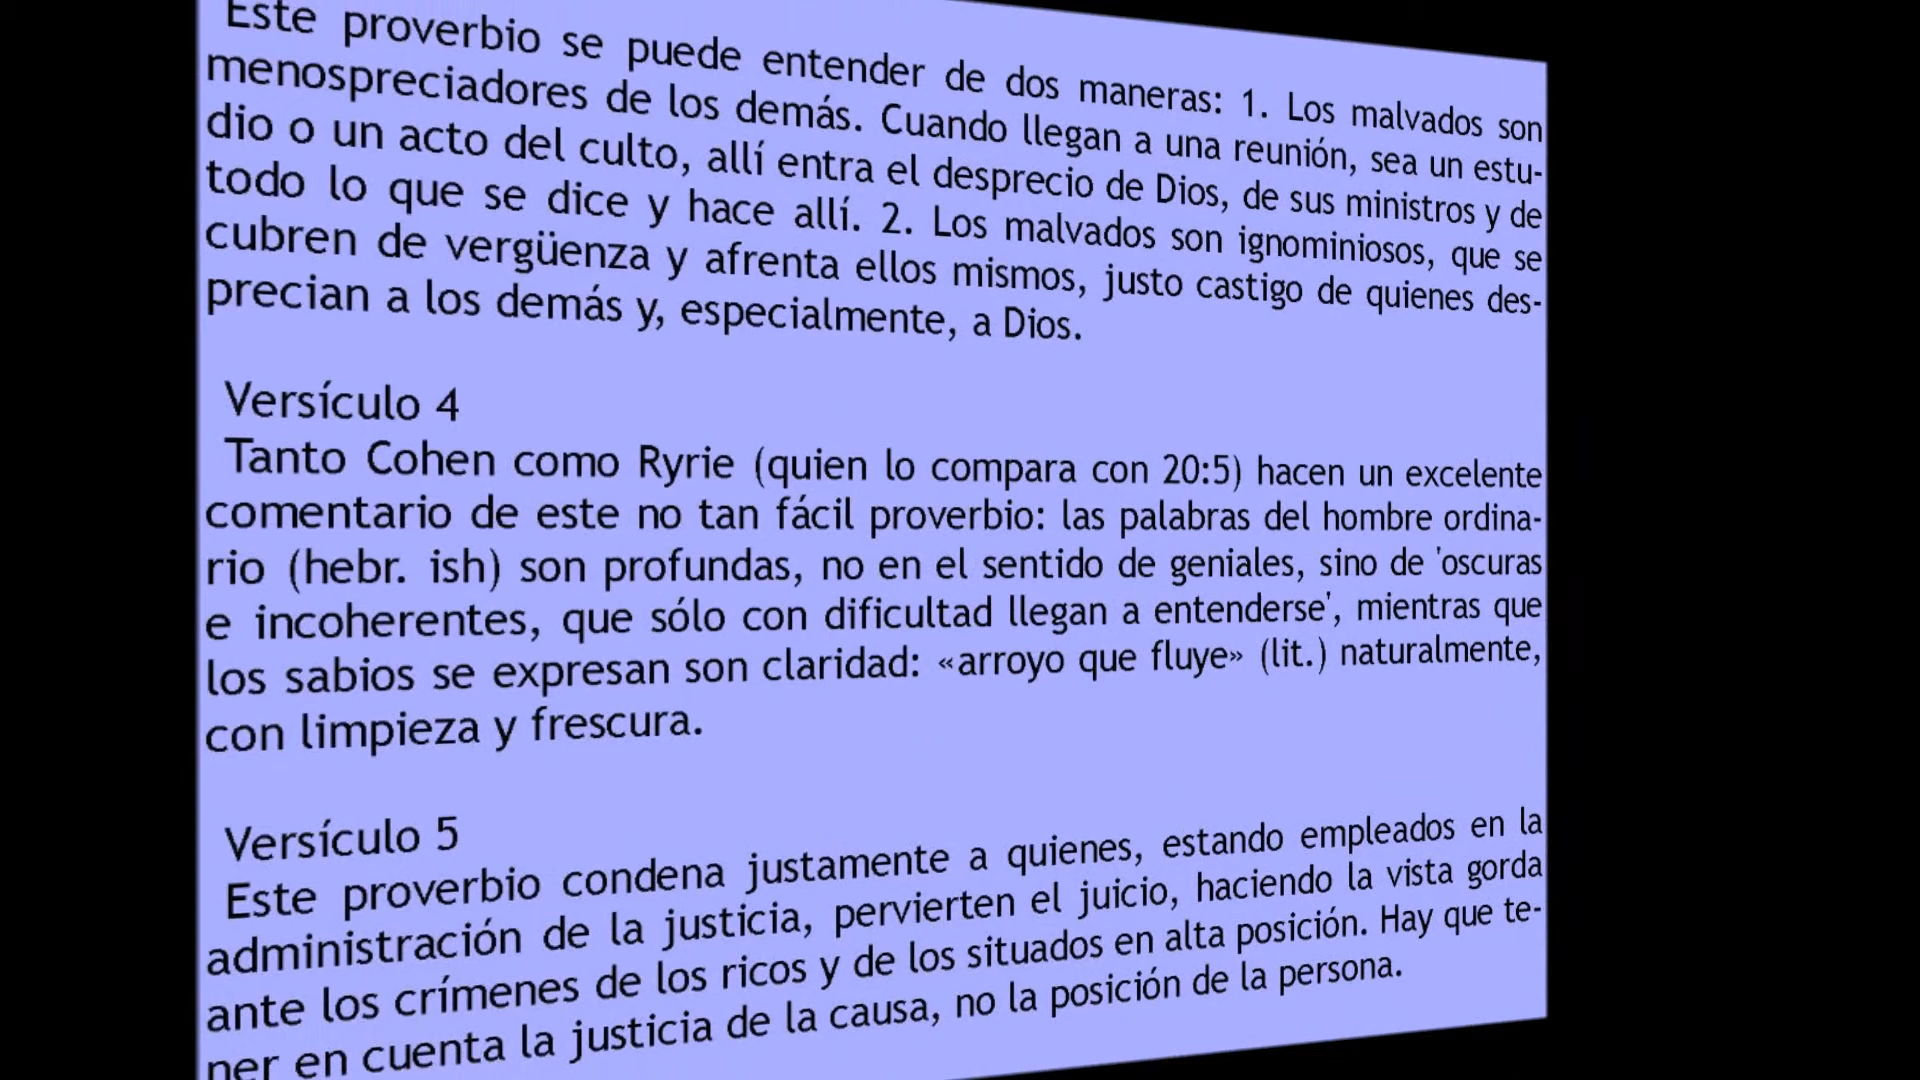 Este proverbio se puede entender de dos maneras: 1. Los malvados son
menospreciadores de los demás. Cuando llegan a una reunión, sea un estu-
dio o un acto del culto, allí entra el desprecio de Dios, de sus ministros y de
todo lo que se dice y hace allí. 2. Los malvados son ignominiosos, que se
cubren de vergüenza y afrenta ellos mismos, justo castigo de quienes des-
precian a los demás y, especialmente, a Dios.
Versículo 4
Tanto Cohen como Ryrie (quien lo compara con 20:5) hacen un excelente
comentario de este no tan fácil proverbio: las palabras del hombre ordina-
rio (hebr. ish) son profundas, no en el sentido de geniales, sino de 'oscuras
e incoherentes, que sólo con dificultad llegan a entenderse', mientras que
los sabios se expresan son claridad: «arroyo que fluye» (lit.) naturalmente,
con limpieza y frescura.
Versículo 5
Este proverbio condena justamente a quienes, estando empleados en la
administración de la justicia, pervierten el juicio, haciendo la vista gorda
ante los crímenes de los ricos y de los situados en alta posición. Hay que te-
ner en cuenta la justicia de la causa, no la posición de la persona.